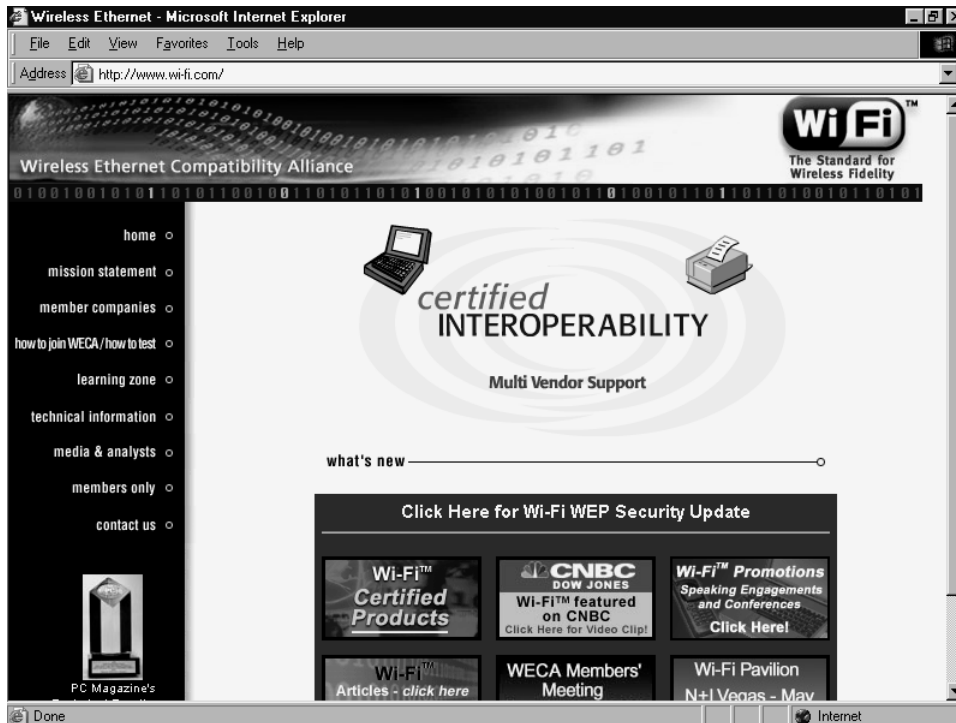 Wireless Ethernet - Microsoft Internet Explorer
File Edit View Favorites Tools Help
Address http://www.wi-fi.com/
Wireless Ethernet Compatibility Alliance
Wi Fi TM
The Standard for
Wireless Fidelity
home
mission statement
member companies
how to join WECA / how to test
learning zone
technical information
media & analysts
members only
contact us
PC Magazine's
certified
INTEROPERABILITY
Multi Vendor Support
what's new
Click Here for Wi-Fi WEP Security Update
Wi-Fi™
Certified
Products
CNBC
DOW JONES
Wi-Fi™ featured
on CNBC
Click Here for Video Clip!
Wi-Fi™ Promotions
Speaking Engagements
and Conferences
Click Here!
Wi-Fi™
Articles - click here
WECA Members'
Meeting
Wi-Fi Pavilion
N+I Vegas - May
Done
Internet